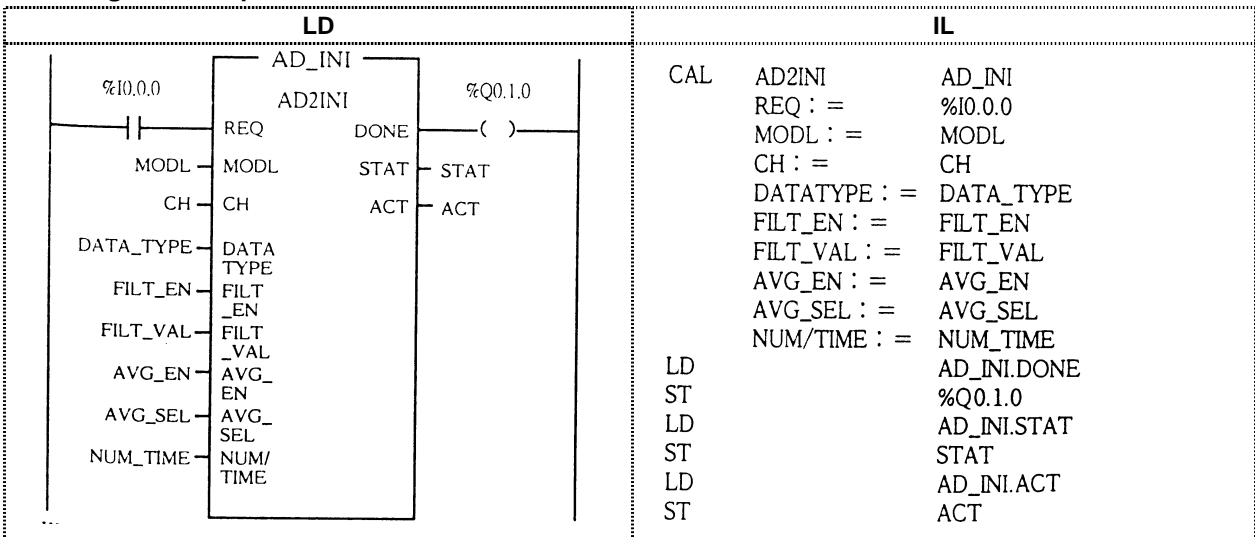 LD
IL
AD_INI
%I0.0.0
AD2INI
%Q0.1.0
REQ DONE
MODL MODL STAT STAT
CH CH ACT ACT
DATA_TYPE DATA
TYPE
FILT_EN FILT
_EN
FILT_VAL FILT
_VAL
AVG_EN AVG_
EN
AVG_SEL AVG_
SEL
NUM_TIME NUM/
TIME
CAL AD2INI AD_INI
REQ : = %I0.0.0
MODL : = MODL
CH : = CH
DATATYPE : = DATA_TYPE
FILT_EN : = FILT_EN
FILT_VAL : = FILT_VAL
AVG_EN : = AVG_EN
AVG_SEL : = AVG_SEL
NUM/TIME : = NUM_TIME
LD AD_INI.DONE
ST %Q0.1.0
LD AD_INI.STAT
ST STAT
LD AD_INI.ACT
ST ACT